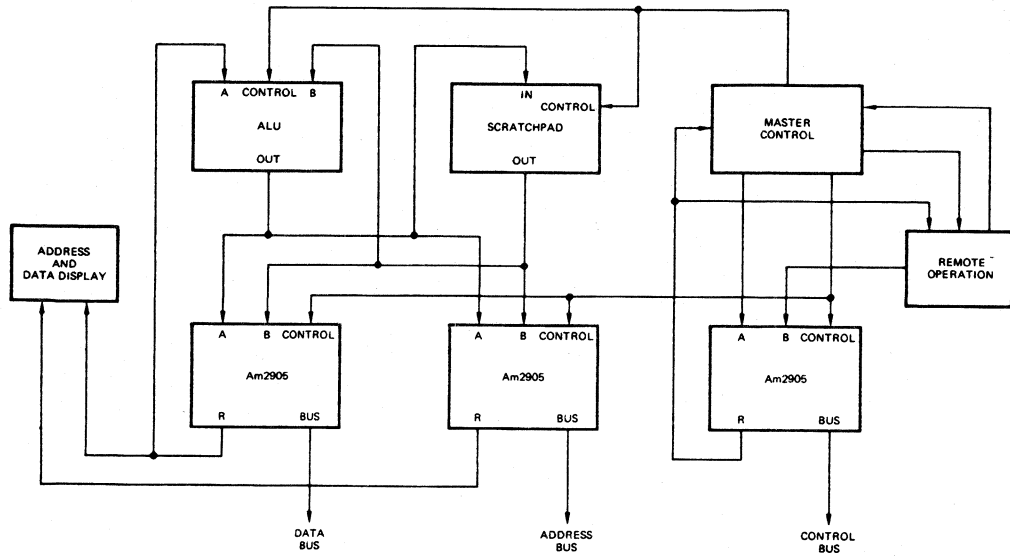 A CONTROL B
ALU
OUT
IN
CONTROL
SCRATCHPAD
OUT
MASTER
CONTROL
ADDRESS
AND
DATA DISPLAY
REMOTE
OPERATION
A B CONTROL
Am2905
R BUS
A B CONTROL
Am2905
R BUS
A B CONTROL
Am2905
R BUS
DATA
BUS
ADDRESS
BUS
CONTROL
BUS